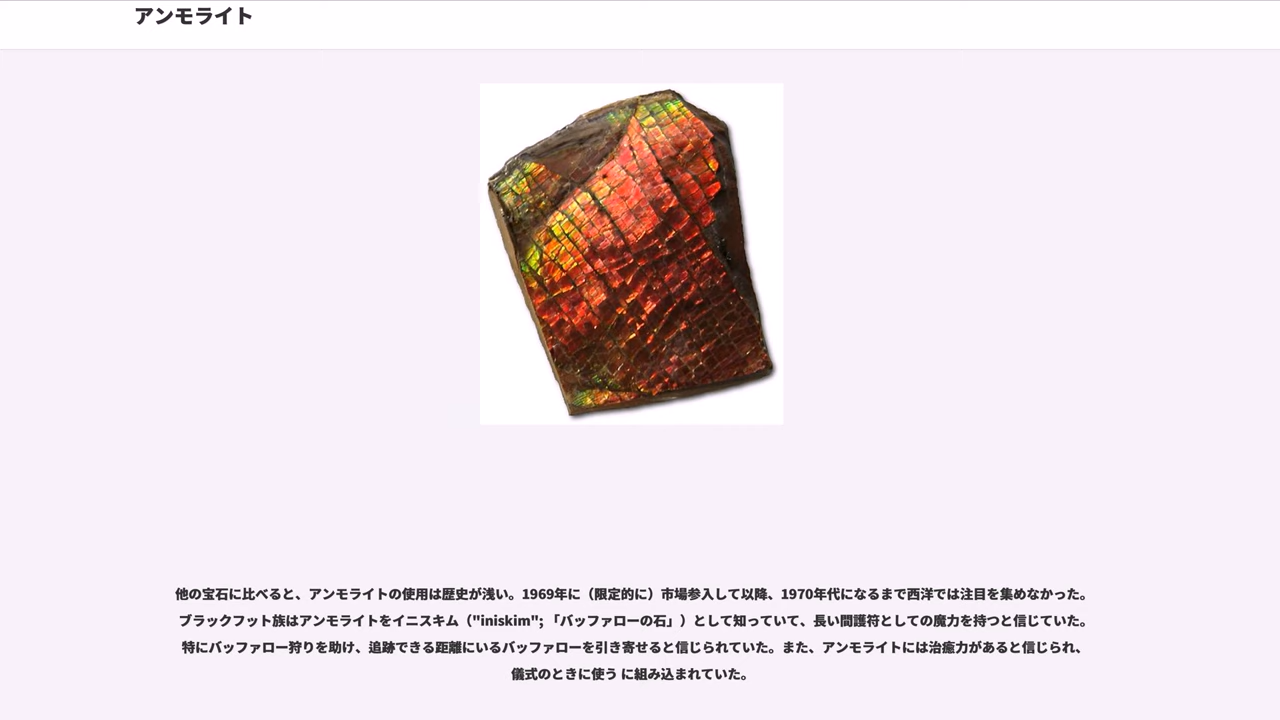 アンモライト
他の宝石に比べると、アンモライトの使用は歴史が浅い。1969年に（限定的に）市場参入して以降、1970年代になるまで西洋では注目を集めなかった。
ブラックフット族はアンモライトをイニスキム（"iniskim"; 「バッファローの石」）として知っていて、長い間護符としての魔力を持つと信じていた。
特にバッファロー狩りを助け、追跡できる距離にいるバッファローを引き寄せると信じられていた。また、アンモライトには治癒力があると信じられ、
儀式のときに使う に組み込まれていた。